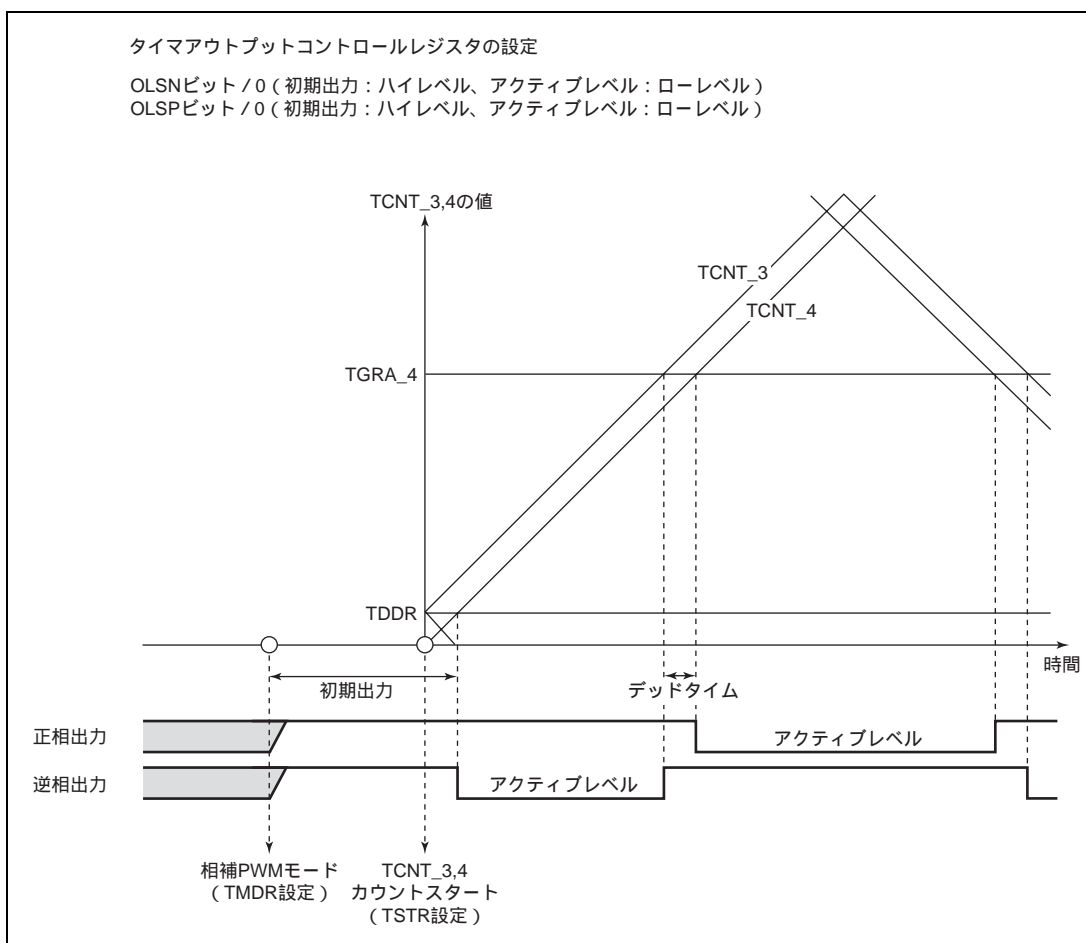 タイマアウトプットコントロールレジスタの設定
OLSNビット / 0 ( 初期出力 : ハイレベル、アクティブレベル : ローレベル )
OLSPビット / 0 ( 初期出力 : ハイレベル、アクティブレベル : ローレベル )
TCNT_3,4の値
TCNT_3
TCNT_4
TGRA_4
TDDR
時間
初期出力
デッドタイム
正相出力
アクティブレベル
逆相出力
アクティブレベル
相補PWMモード
( TMDR設定 )
TCNT_3,4
カウントスタート
( TSTR設定 )